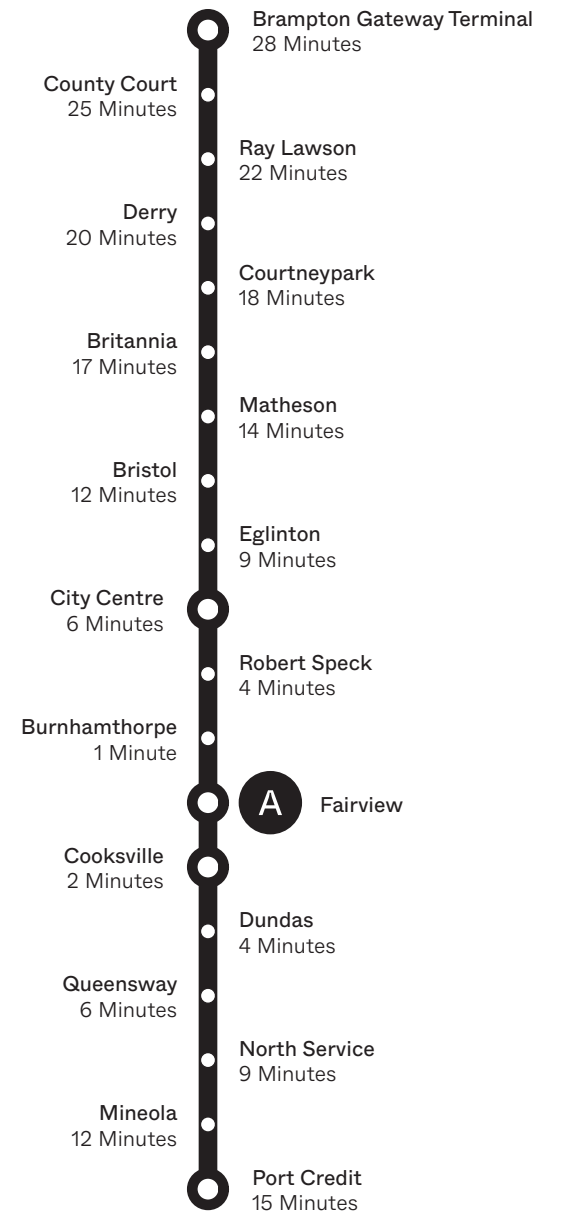 Brampton Gateway Terminal
28 Minutes
County Court
25 Minutes
Ray Lawson
22 Minutes
Derry
20 Minutes
Courtneypark
18 Minutes
Britannia
17 Minutes
Matheson
14 Minutes
Bristol
12 Minutes
Eglinton
9 Minutes
City Centre
6 Minutes
Robert Speck
4 Minutes
Burnhamthorpe
1 Minute
A Fairview
Cooksville
2 Minutes
Dundas
4 Minutes
Queensway
6 Minutes
North Service
9 Minutes
Mineola
12 Minutes
Port Credit
15 Minutes